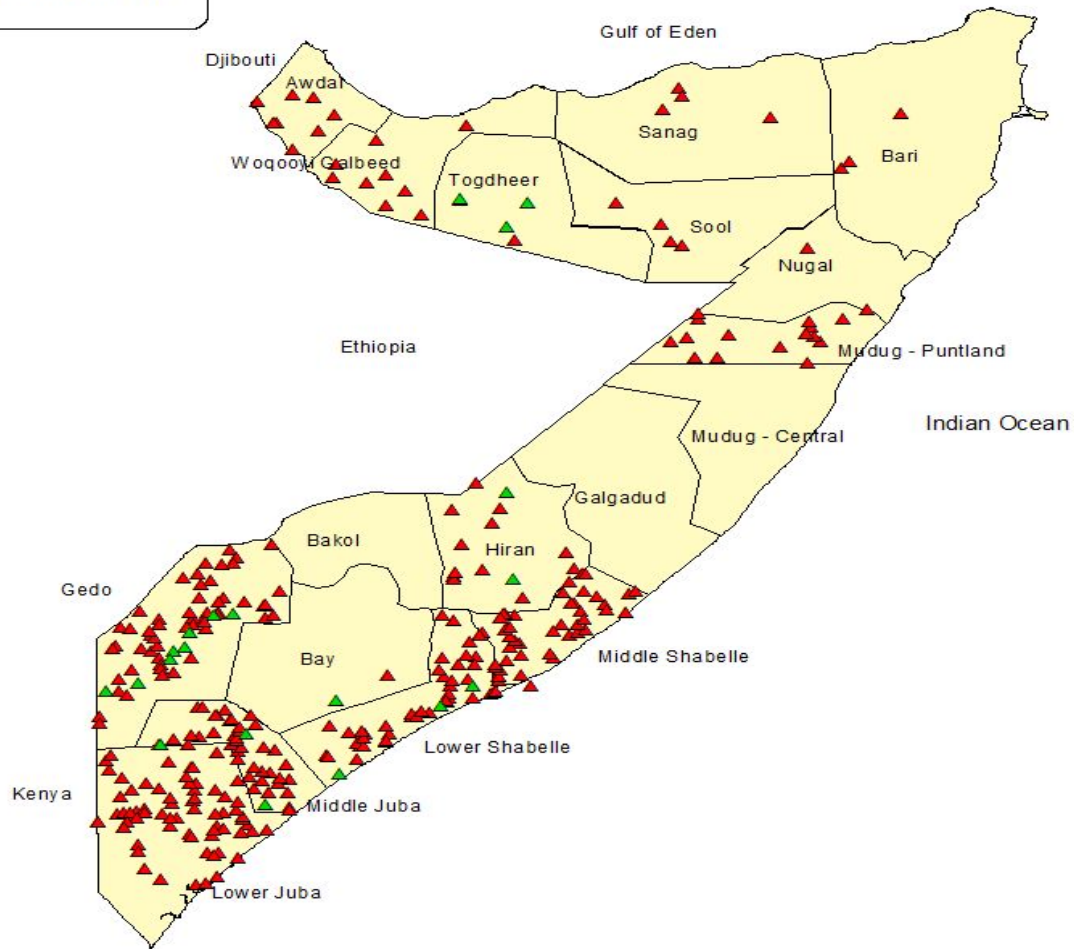 Gulf of Eden
Djibouti
Awdal
Sanag
Bari
Woqooyi Galbeed
Togdheer
Sool
Nugal
Ethiopia
Mudug - Puntland
Indian Ocean
Mudug - Central
Galgadud
Bakol
Hiran
Gedo
Bay
Middle Shabelle
Lower Shabelle
Kenya
Middle Juba
Lower Juba